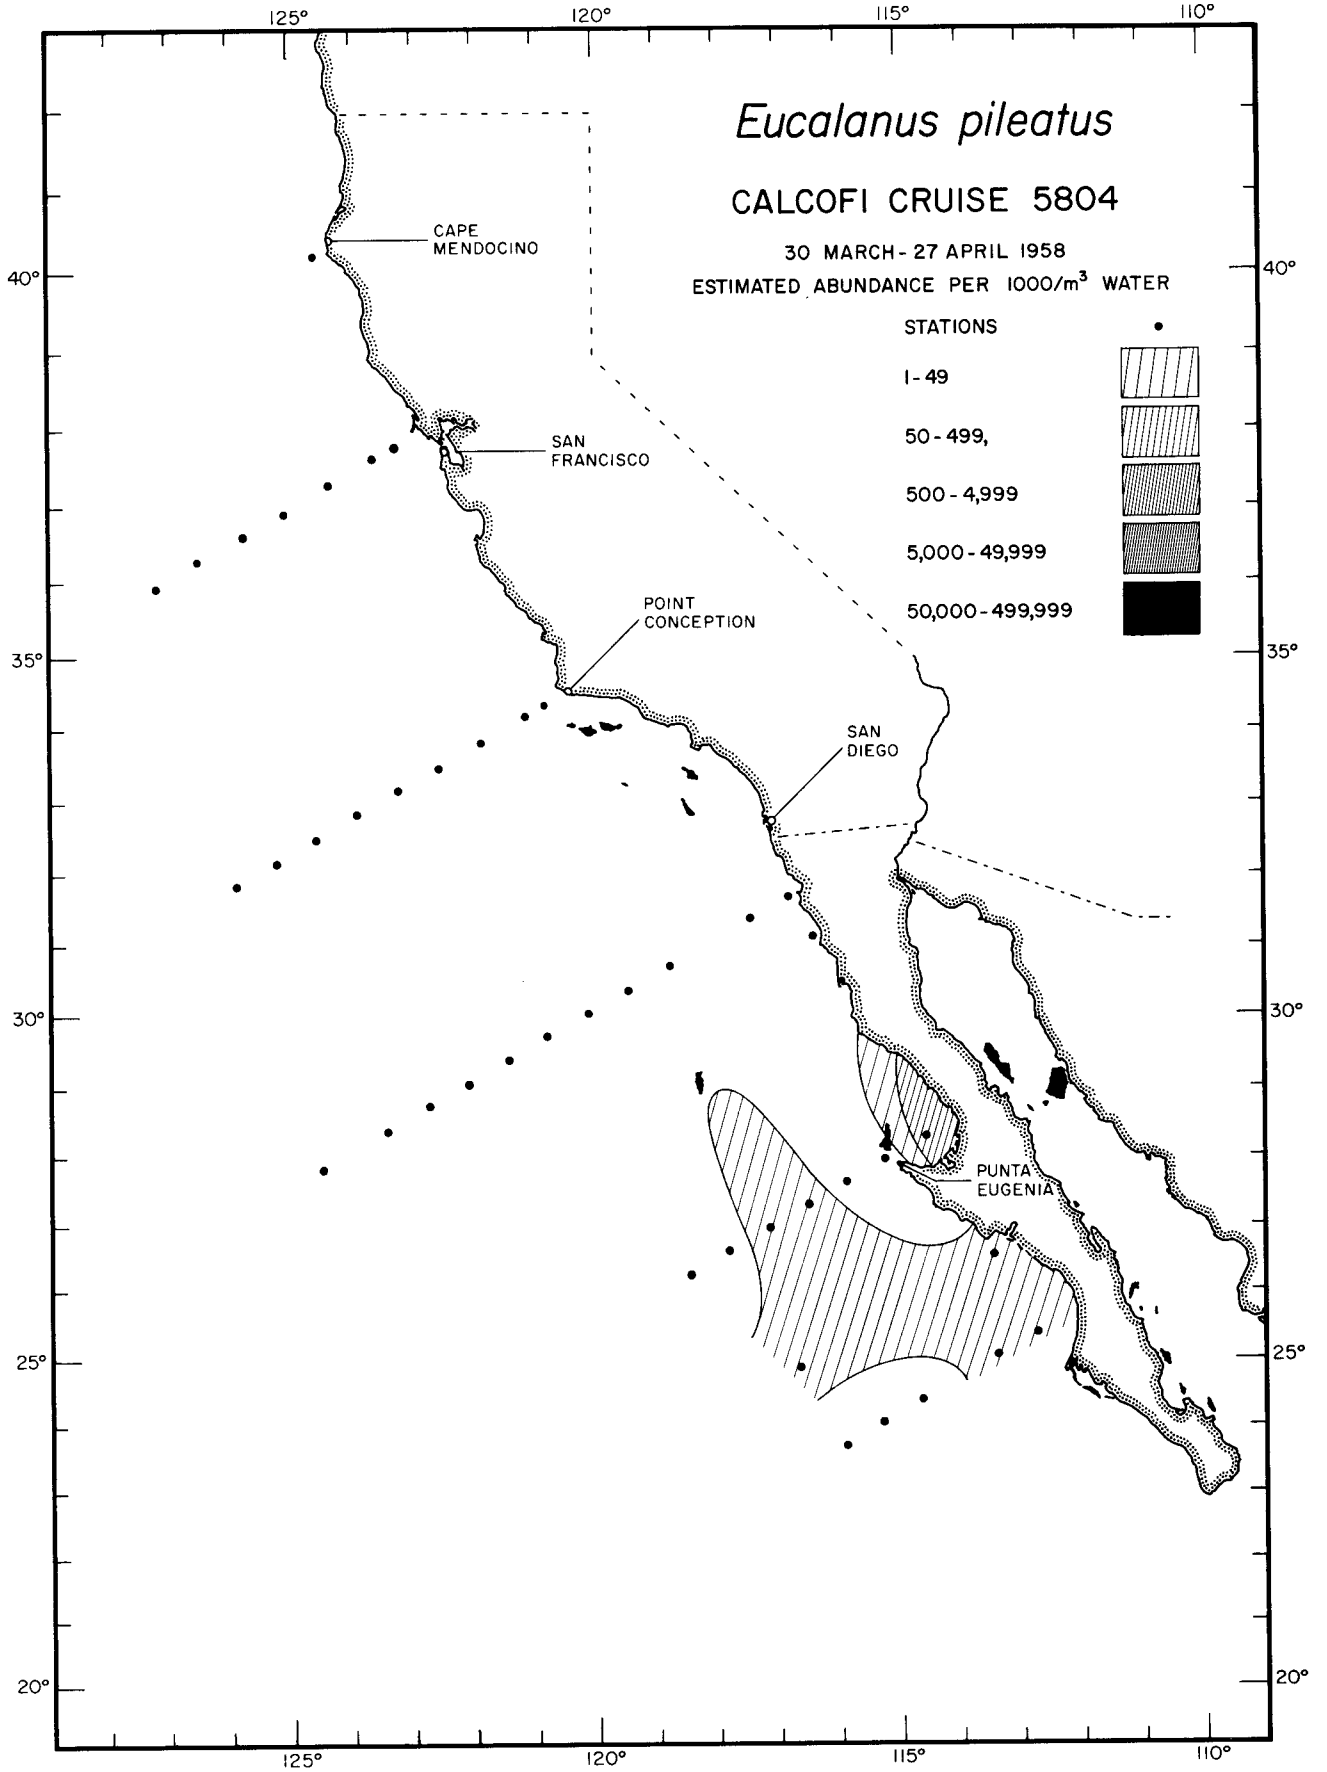 125° 120° 115° 110°
Eucalanus pileatus
CALCOFI CRUISE 5804
30 MARCH - 27 APRIL 1958
ESTIMATED ABUNDANCE PER 1000/m³ WATER
STATIONS
1-49
50-499,
500-4,999
5,000-49,999
50,000-499,999
CAPE
MENDOCINO
40° 40°
SAN
FRANCISCO
POINT
CONCEPTION
35° 35°
SAN
DIEGO
30° 30°
PUNTA
EUGENIA
25° 25°
20° 20°
125° 120° 115° 110°